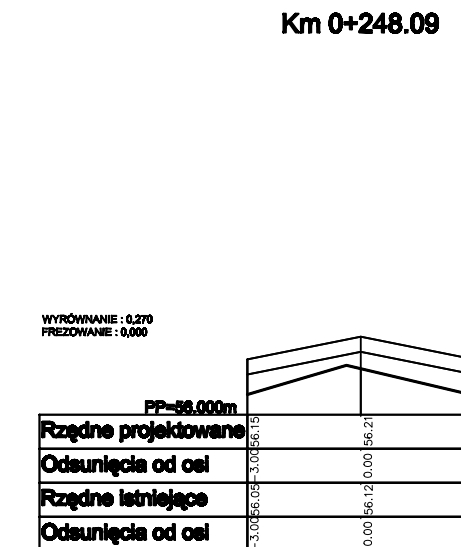 Km 0+248.09
WYRÓWNANIE : 0,270
FREZOWANIE : 0,000
PP=56.000m
Rzędne projektowane 56.15 56.21
Odsunięcia od osi -3.00 0.00
Rzędne istniejące 56.05 56.12
Odsunięcia od osi -3.00 0.00